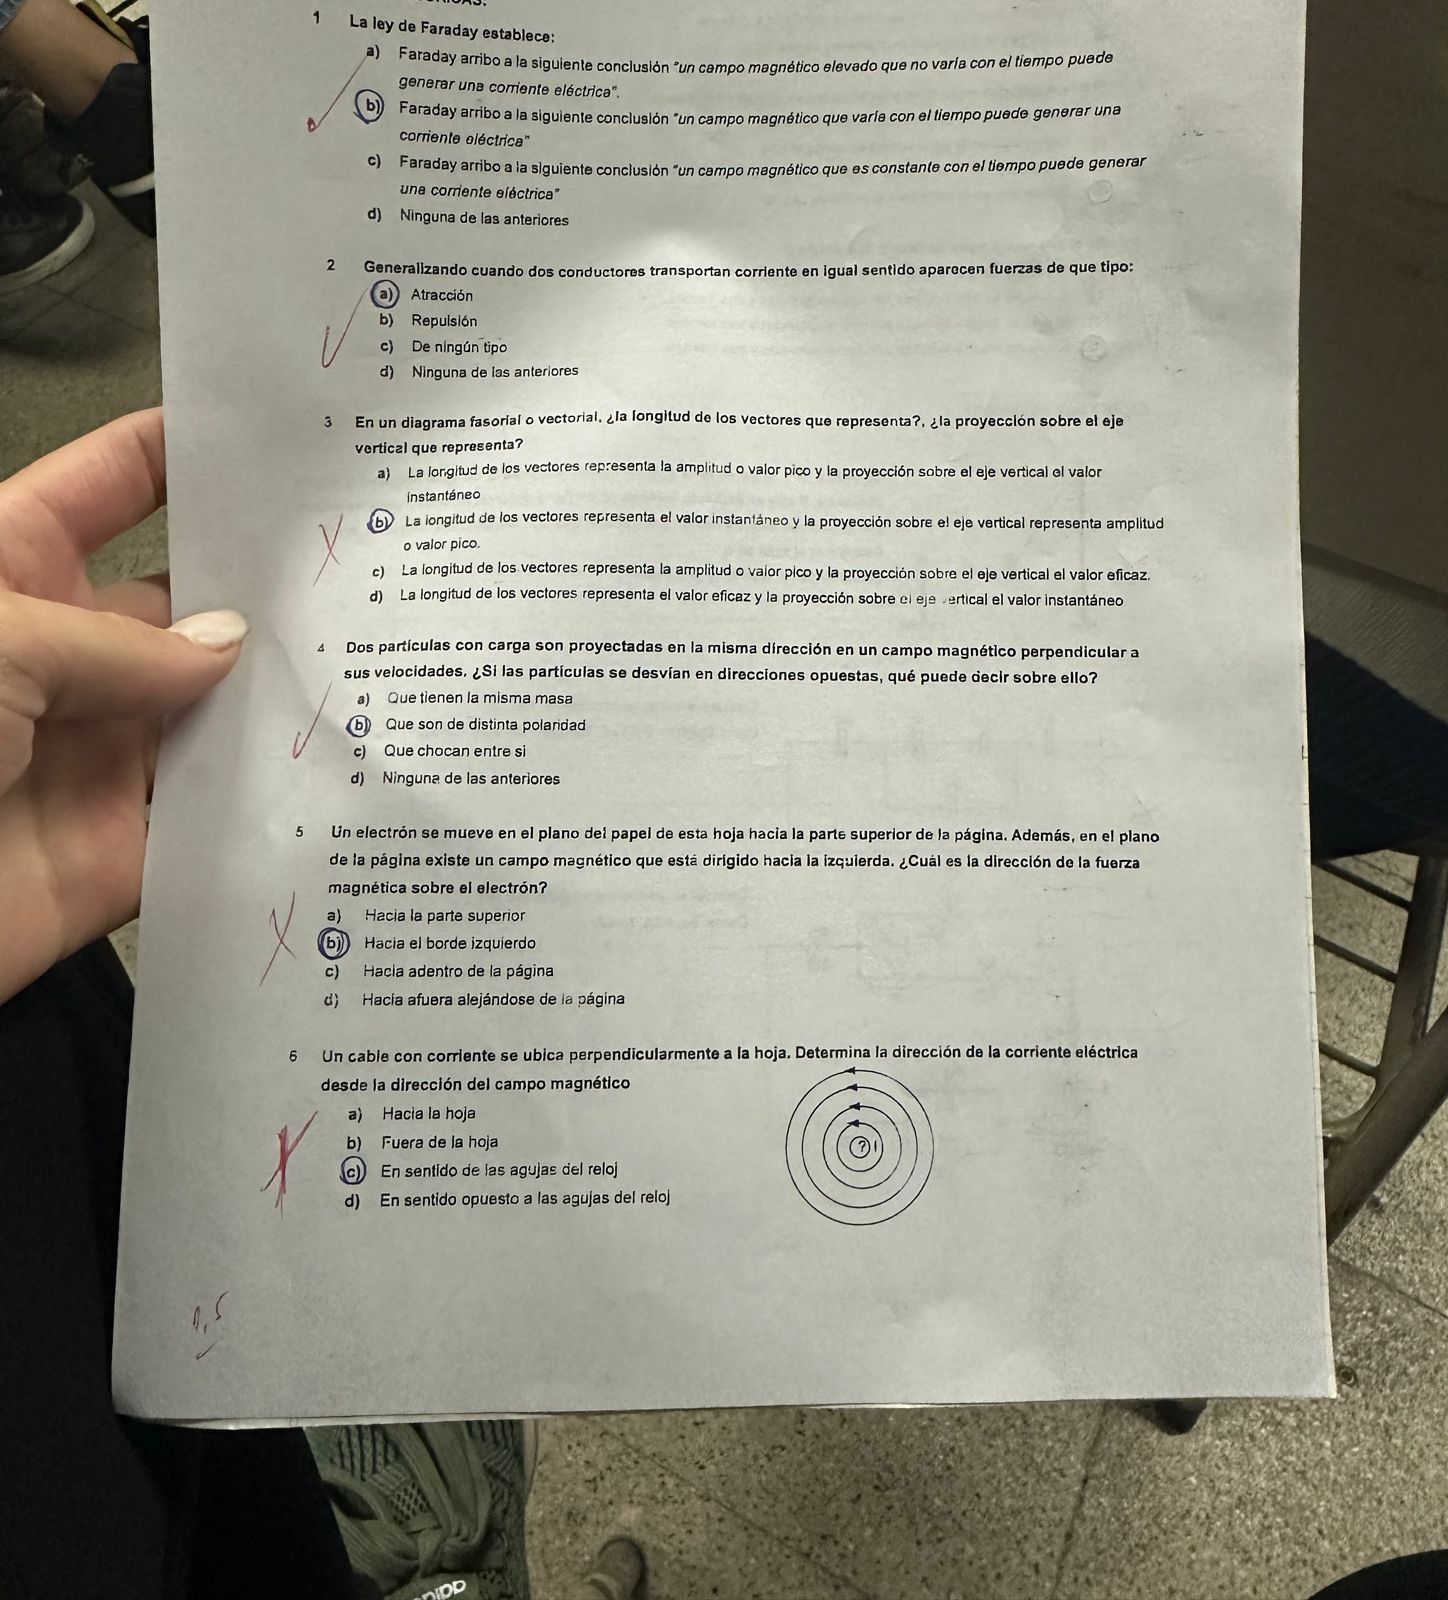 1 La ley de Faraday establece:
a) Faraday arribo a la siguiente conclusión "un campo magnético elevado que no varía con el tiempo puede
generar una corriente eléctrica".
b) Faraday arribo a la siguiente conclusión "un campo magnético que varíe con el tiempo puede generar una
corriente eléctrica"
c) Faraday arribo a la siguiente conclusión "un campo magnético que es constante con el tiempo puede generar
una corriente eléctrica"
d) Ninguna de las anteriores
2 Generalizando cuando dos conductores transportan corriente en igual sentido aparecen fuerzas de que tipo:
a) Atracción
b) Repulsión
c) De ningún tipo
d) Ninguna de las anteriores
3 En un diagrama fasorial o vectorial. ¿la longitud de los vectores que representa?, ¿la proyección sobre el eje
vertical que representa?
a) La longitud de los vectores representa la amplitud o valor pico y la proyección sobre el eje vertical el valor
instantáneo
b) La longitud de los vectores representa el valor instantáneo y la proyección sobre el eje vertical representa amplitud
o valor pico.
c) La longitud de los vectores representa la amplitud o valor pico y la proyección sobre el eje vertical el valor eficaz.
d) La longitud de los vectores representa el valor eficaz y la proyección sobre el eje vertical el valor instantáneo
4 Dos partículas con carga son proyectadas en la misma dirección en un campo magnético perpendicular a
sus velocidades. ¿Si las partículas se desvían en direcciones opuestas, qué puede decir sobre ello?
a) Que tienen la misma masa
b) Que son de distinta polaridad
c) Que chocan entre si
d) Ninguna de las anteriores
5 Un electrón se mueve en el plano del papel de esta hoja hacia la parte superior de la página. Además, en el plano
de la página existe un campo magnético que está dirigido hacia la izquierda. ¿Cuál es la dirección de la fuerza
magnética sobre el electrón?
a) Hacia la parte superior
b) Hacia el borde izquierdo
c) Hacia adentro de la página
d) Hacia afuera alejándose de la página
6 Un cable con corriente se ubica perpendicularmente a la hoja. Determina la dirección de la corriente eléctrica
desde la dirección del campo magnético
a) Hacia la hoja
b) Fuera de la hoja
c) En sentido de las agujas del reloj
d) En sentido opuesto a las agujas del reloj
? I
1,5